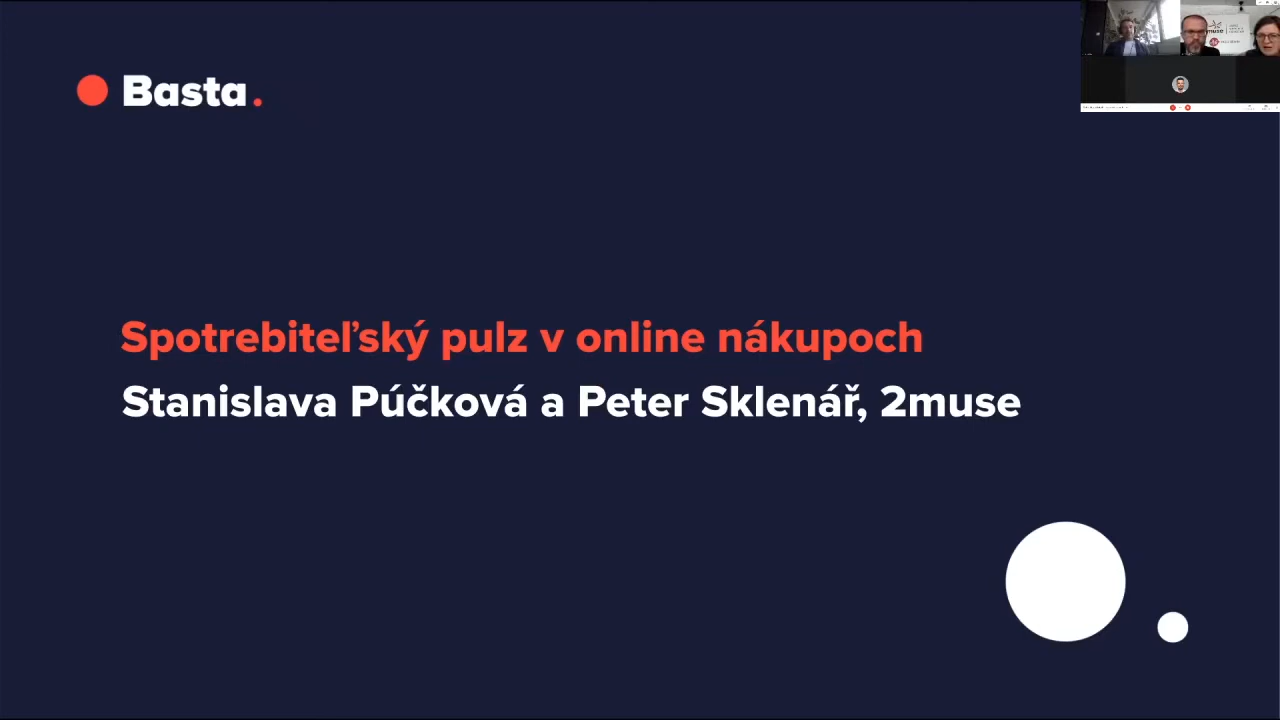 Basta.
Spotrebiteľský pulz v online nákupoch
Stanislava Púčková a Peter Sklenář, 2muse